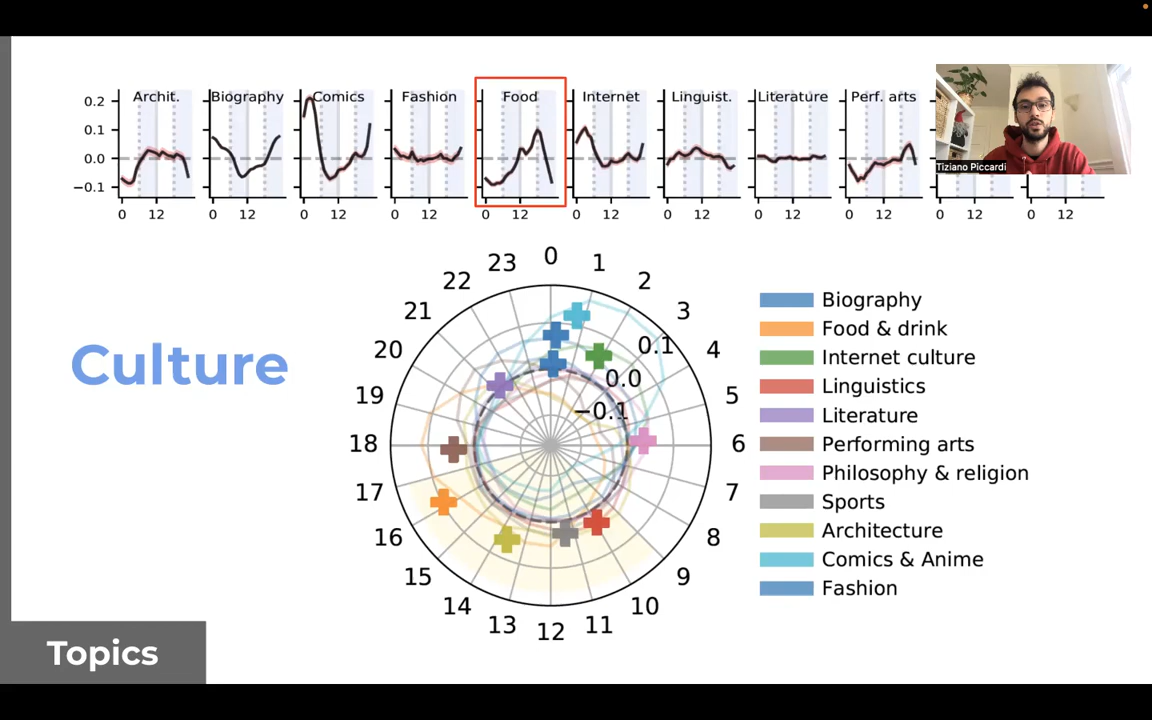 Archit. Biography Comics Fashion Food Internet Linguist. Literature Perf. arts
0.2
0.1
0.0
−0.1
0 12 0 12 0 12 0 12 0 12 0 12 0 12 0 12 0 12 0 12 0 12
Tiziano Piccardi
Culture
0
1
2
3
4
5
6
7
8
9
10
11
12
13
14
15
16
17
18
19
20
21
22
23
0.1
0.0
−0.1
Biography
Food & drink
Internet culture
Linguistics
Literature
Performing arts
Philosophy & religion
Sports
Architecture
Comics & Anime
Fashion
Topics